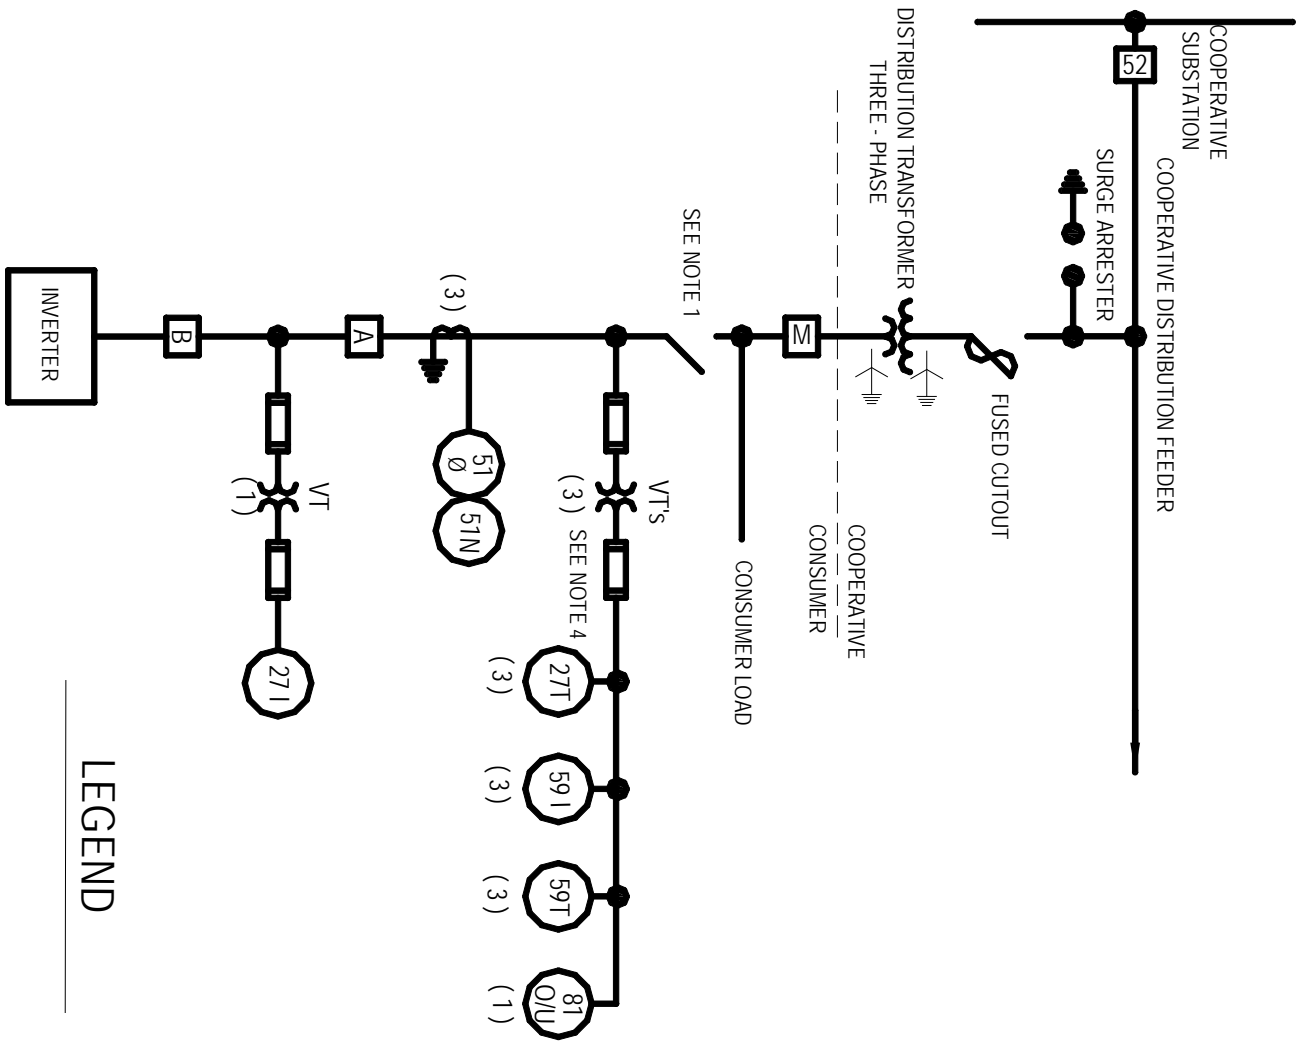 COOPERATIVE
SUBSTATION
52
COOPERATIVE DISTRIBUTION FEEDER
SURGE ARRESTER
FUSED CUTOUT
DISTRIBUTION TRANSFORMER
THREE - PHASE
COOPERATIVE
CONSUMER
M
CONSUMER LOAD
SEE NOTE 1
VT's
( 3 )
SEE NOTE 4
27T
( 3 )
59 I
( 3 )
59T
( 3 )
81
O/U
( 1 )
( 3 )
51
Ø
51N
A
VT
( 1 )
27 I
B
INVERTER
LEGEND